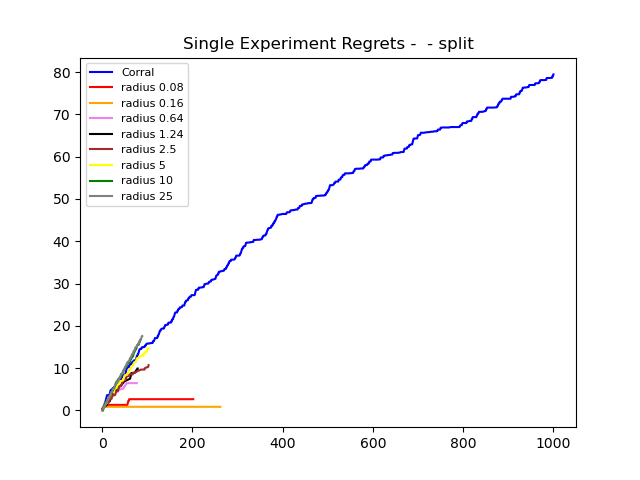 Single Experiment Regrets -  - split
Corral
radius 0.08
radius 0.16
radius 0.64
radius 1.24
radius 2.5
radius 5
radius 10
radius 25
80
70
60
50
40
30
20
10
0
0 200 400 600 800 1000